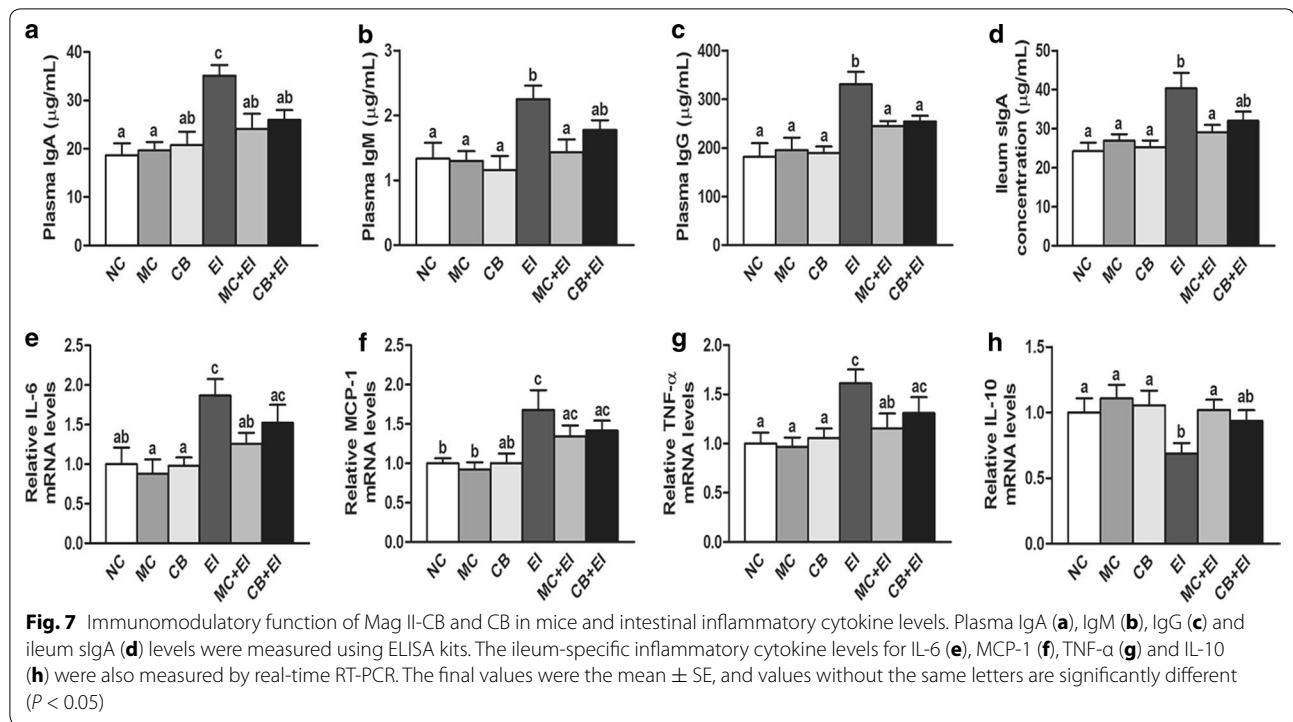 a
Plasma IgA (μg/mL)
40
30
20
10
0
a
a
ab
c
ab
ab
NC
MC
CB
EI
MC+EI
CB+EI
b
Plasma IgM (μg/mL)
3
2
1
0
a
a
a
b
a
ab
NC
MC
CB
EI
MC+EI
CB+EI
c
Plasma IgG (μg/mL)
400
300
200
100
0
a
a
a
b
a
a
NC
MC
CB
EI
MC+EI
CB+EI
d
Ileum sIgA
concentration (μg/mL)
50
40
30
20
10
0
a
a
a
b
a
ab
NC
MC
CB
EI
MC+EI
CB+EI
e
Relative IL-6
mRNA levels
2.5
2.0
1.5
1.0
0.5
0.0
ab
a
a
c
ab
ac
NC
MC
CB
EI
MC+EI
CB+EI
f
Relative MCP-1
mRNA levels
2.5
2.0
1.5
1.0
0.5
0.0
b
b
ab
c
ac
ac
NC
MC
CB
EI
MC+EI
CB+EI
g
Relative TNF-α
mRNA levels
2.0
1.5
1.0
0.5
0.0
a
a
a
c
ab
ac
NC
MC
CB
EI
MC+EI
CB+EI
h
Relative IL-10
mRNA levels
1.5
1.0
0.5
0.0
a
a
a
b
a
ab
NC
MC
CB
EI
MC+EI
CB+EI
Fig. 7 Immunomodulatory function of Mag II-CB and CB in mice and intestinal inflammatory cytokine levels. Plasma IgA (a), IgM (b), IgG (c) and
ileum sIgA (d) levels were measured using ELISA kits. The ileum-specific inflammatory cytokine levels for IL-6 (e), MCP-1 (f), TNF-α (g) and IL-10
(h) were also measured by real-time RT-PCR. The final values were the mean ± SE, and values without the same letters are significantly different
(P < 0.05)